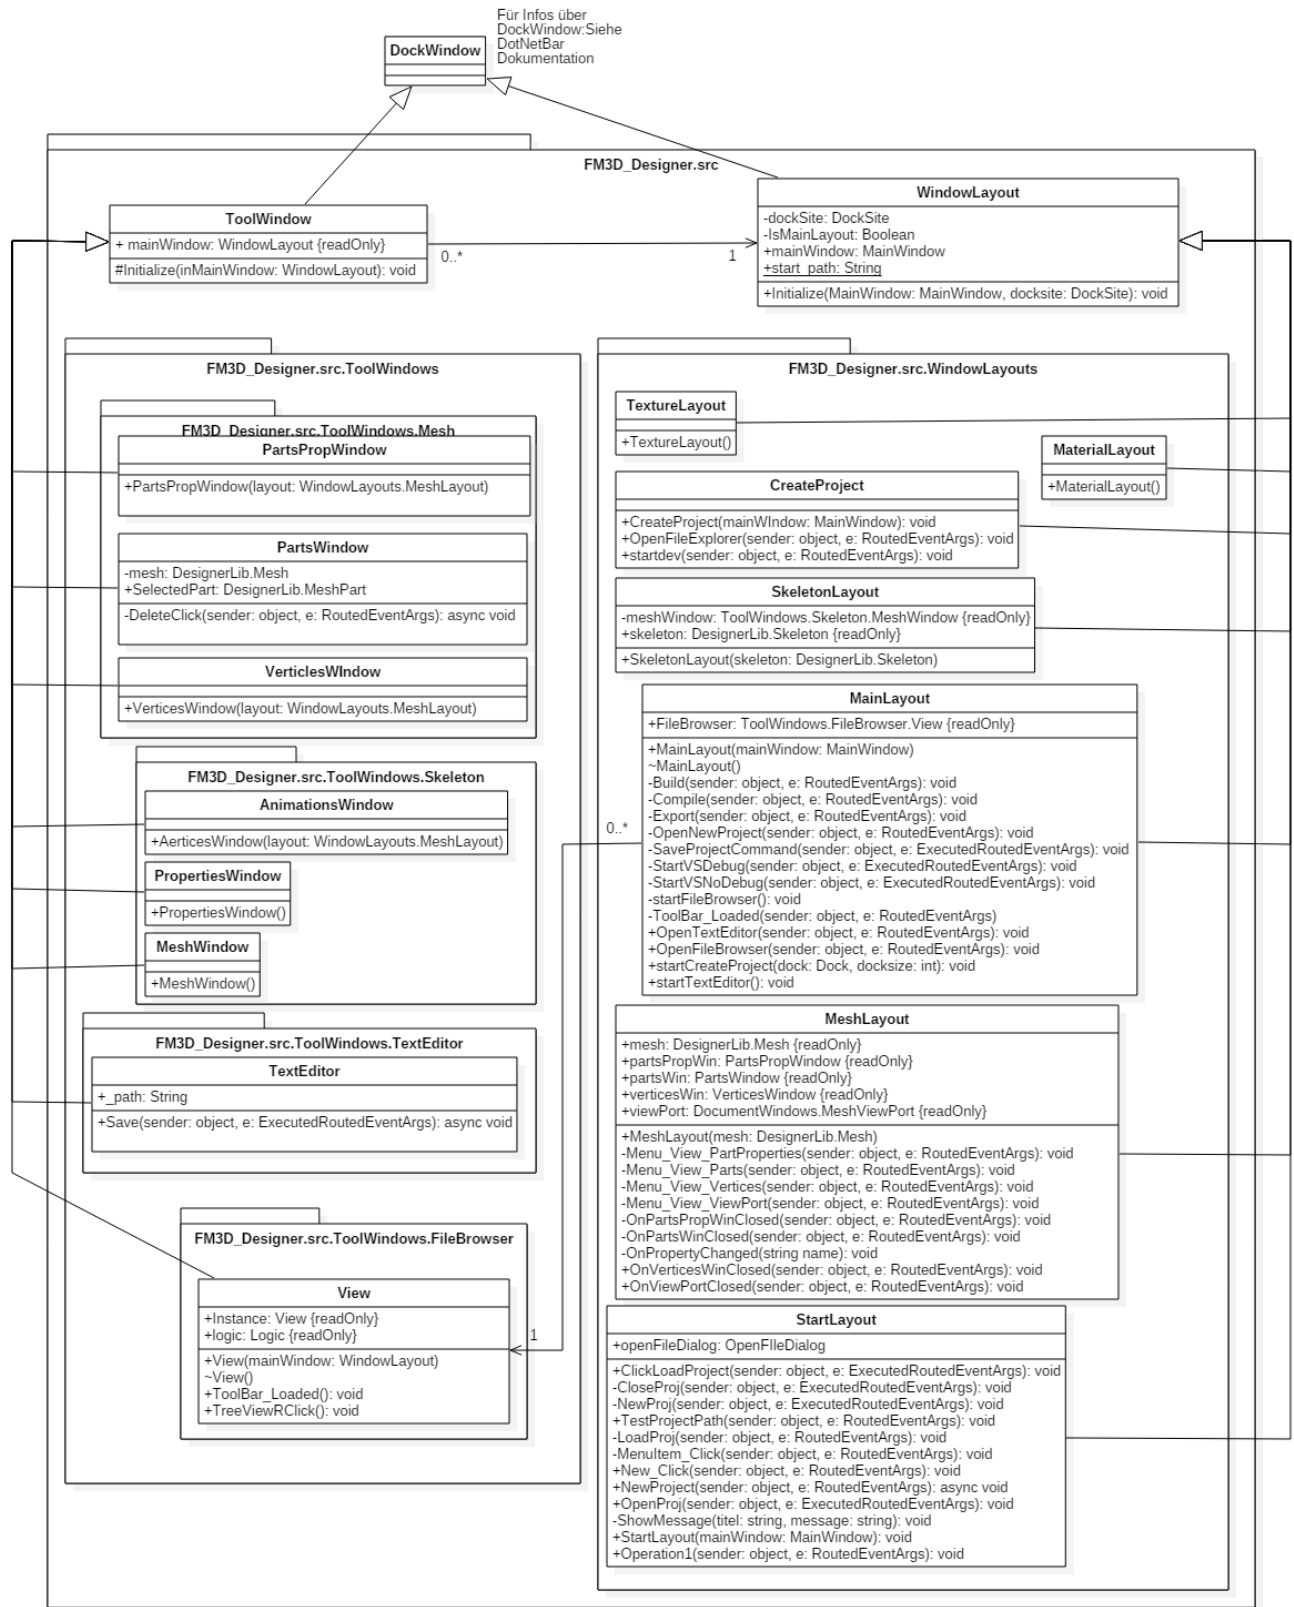 Für Infos über
DockWindow:Siehe
DotNetBar
Dokumentation
DockWindow
FM3D_Designer.src
ToolWindow
+ mainWindow: WindowLayout {readOnly}
#Initialize(inMainWindow: WindowLayout): void
0..*
1
WindowLayout
-dockSite: DockSite
-IsMainLayout: Boolean
+mainWindow: MainWindow
+start_path: String
+Initialize(MainWindow: MainWindow, docksite: DockSite): void
FM3D_Designer.src.ToolWindows
FM3D_Designer.src.ToolWindows.Mesh
PartsPropWindow
+PartsPropWindow(layout: WindowLayouts.MeshLayout)
PartsWindow
-mesh: DesignerLib.Mesh
+SelectedPart: DesignerLib.MeshPart
-DeleteClick(sender: object, e: RoutedEventArgs): async void
VerticlesWIndow
+VerticesWindow(layout: WindowLayouts.MeshLayout)
FM3D_Designer.src.ToolWindows.Skeleton
AnimationsWindow
+AerticesWindow(layout: WindowLayouts.MeshLayout)
PropertiesWindow
+PropertiesWindow()
MeshWindow
+MeshWindow()
FM3D_Designer.src.ToolWindows.TextEditor
TextEditor
+_path: String
+Save(sender: object, e: ExecutedRoutedEventArgs): async void
FM3D_Designer.src.ToolWindows.FileBrowser
View
+Instance: View {readOnly}
+logic: Logic {readOnly}
+View(mainWindow: WindowLayout)
~View()
+ToolBar_Loaded(): void
+TreeViewRClick(): void
1
0..*
FM3D_Designer.src.WindowLayouts
TextureLayout
+TextureLayout()
MaterialLayout
+MaterialLayout()
CreateProject
+CreateProject(mainWIndow: MainWindow): void
+OpenFileExplorer(sender: object, e: RoutedEventArgs): void
+startdev(sender: object, e: RoutedEventArgs): void
SkeletonLayout
-meshWindow: ToolWindows.Skeleton.MeshWindow {readOnly}
+skeleton: DesignerLib.Skeleton {readOnly}
+SkeletonLayout(skeleton: DesignerLib.Skeleton)
MainLayout
+FileBrowser: ToolWindows.FileBrowser.View {readOnly}
+MainLayout(mainWindow: MainWindow)
~MainLayout()
-Build(sender: object, e: RoutedEventArgs): void
-Compile(sender: object, e: RoutedEventArgs): void
-Export(sender: object, e: RoutedEventArgs): void
-OpenNewProject(sender: object, e: RoutedEventArgs): void
-SaveProjectCommand(sender: object, e: ExecutedRoutedEventArgs): void
-StartVSDebug(sender: object, e: ExecutedRoutedEventArgs): void
-StartVSNoDebug(sender: object, e: ExecutedRoutedEventArgs): void
-startFileBrowser(): void
-ToolBar_Loaded(sender: object, e: RoutedEventArgs)
+OpenTextEditor(sender: object, e: RoutedEventArgs): void
+OpenFileBrowser(sender: object, e: RoutedEventArgs): void
+startCreateProject(dock: Dock, docksize: int): void
+startTextEditor(): void
MeshLayout
+mesh: DesignerLib.Mesh {readOnly}
+partsPropWin: PartsPropWindow {readOnly}
+partsWin: PartsWindow {readOnly}
+verticesWin: VerticesWindow {readOnly}
+viewPort: DocumentWindows.MeshViewPort {readOnly}
+MeshLayout(mesh: DesignerLib.Mesh)
-Menu_View_PartProperties(sender: object, e: RoutedEventArgs): void
-Menu_View_Parts(sender: object, e: RoutedEventArgs): void
-Menu_View_Vertices(sender: object, e: RoutedEventArgs): void
-Menu_View_ViewPort(sender: object, e: RoutedEventArgs): void
-OnPartsPropWinClosed(sender: object, e: RoutedEventArgs): void
-OnPartsWinClosed(sender: object, e: RoutedEventArgs): void
-OnPropertyChanged(string name): void
+OnVerticesWinClosed(sender: object, e: RoutedEventArgs): void
+OnViewPortClosed(sender: object, e: RoutedEventArgs): void
StartLayout
+openFileDialog: OpenFIleDialog
+ClickLoadProject(sender: object, e: ExecutedRoutedEventArgs): void
-CloseProj(sender: object, e: ExecutedRoutedEventArgs): void
-NewProj(sender: object, e: ExecutedRoutedEventArgs): void
+TestProjectPath(sender: object, e: RoutedEventArgs): void
-LoadProj(sender: object, e: RoutedEventArgs): void
-MenuItem_Click(sender: object, e: RoutedEventArgs): void
+New_Click(sender: object, e: RoutedEventArgs): void
+NewProject(sender: object, e: RoutedEventArgs): async void
+OpenProj(sender: object, e: ExecutedRoutedEventArgs): void
-ShowMessage(titel: string, message: string): void
+StartLayout(mainWindow: MainWindow): void
+Operation1(sender: object, e: RoutedEventArgs): void